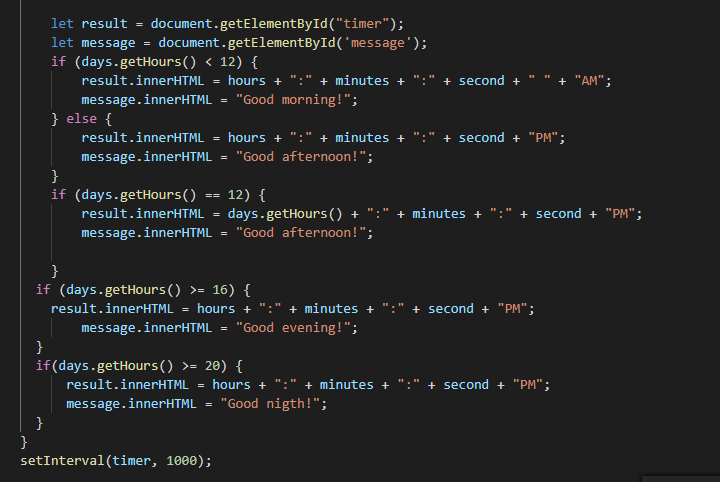 let result = document.getElementById("timer");
let message = document.getElementById('message');
if (days.getHours() < 12) {
result.innerHTML = hours + ":" + minutes + ":" + second + " " + "AM";
message.innerHTML = "Good morning!";
} else {
result.innerHTML = hours + ":" + minutes + ":" + second + "PM";
message.innerHTML = "Good afternoon!";
}
if (days.getHours() == 12) {
result.innerHTML = days.getHours() + ":" + minutes + ":" + second + "PM";
message.innerHTML = "Good afternoon!";
}
if (days.getHours() >= 16) {
result.innerHTML = hours + ":" + minutes + ":" + second + "PM";
message.innerHTML = "Good evening!";
}
if(days.getHours() >= 20) {
result.innerHTML = hours + ":" + minutes + ":" + second + "PM";
message.innerHTML = "Good nigth!";
}
}
setInterval(timer, 1000);